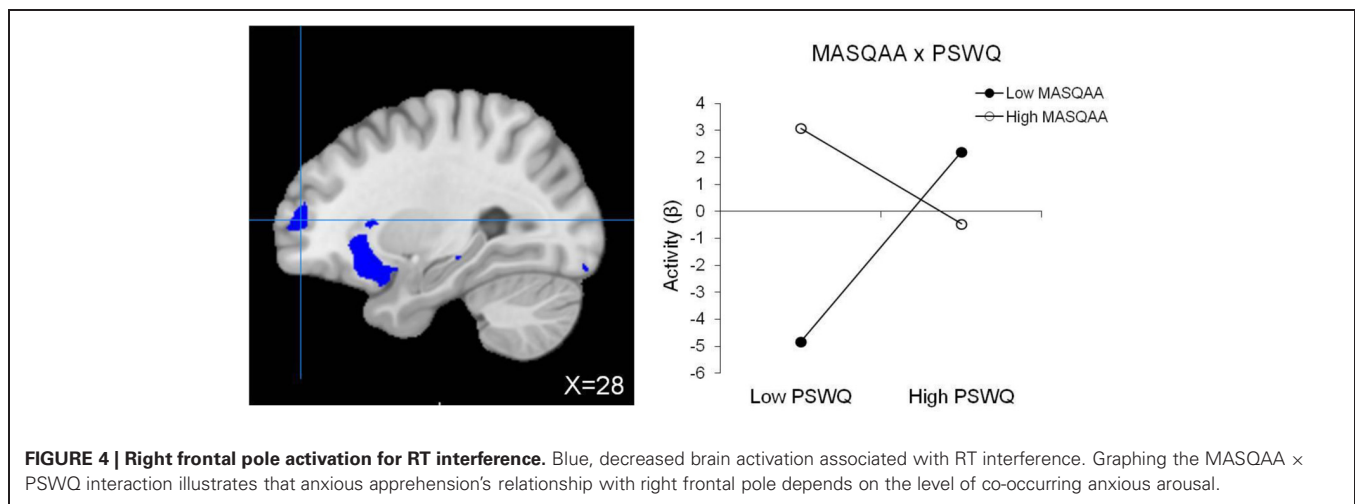 X=28
MASQAA x PSWQ
Low MASQAA
High MASQAA
4
3
2
1
0
-1
-2
-3
-4
-5
-6
Activity (β)
Low PSWQ High PSWQ
FIGURE 4 | Right frontal pole activation for RT interference. Blue, decreased brain activation associated with RT interference. Graphing the MASQAA ×
PSWQ interaction illustrates that anxious apprehension's relationship with right frontal pole depends on the level of co-occurring anxious arousal.